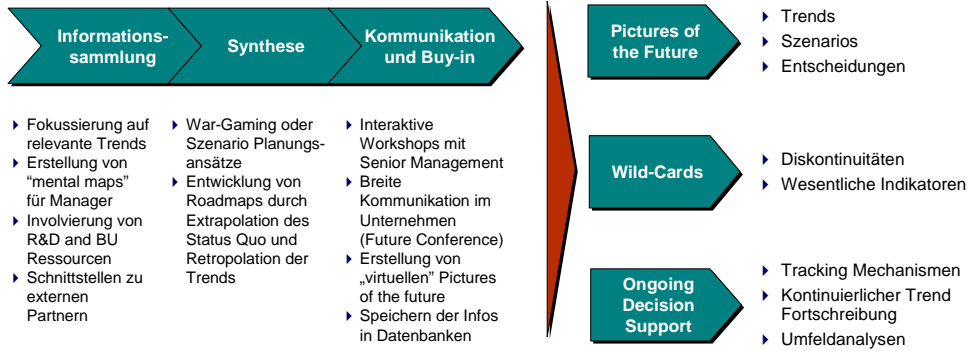 Informations-
sammlung
Synthese
Kommunikation
und Buy-in
Fokussierung auf
relevante Trends
Erstellung von
“mental maps”
für Manager
Involvierung von
R&D and BU
Ressourcen
Schnittstellen zu
externen
Partnern
War-Gaming oder
Szenario Planungs-
ansätze
Entwicklung von
Roadmaps durch
Extrapolation des
Status Quo und
Retropolation der
Trends
Interaktive
Workshops mit
Senior Management
Breite
Kommunikation im
Unternehmen
(Future Conference)
Erstellung von
„virtuellen” Pictures
of the future
Speichern der Infos
in Datenbanken
Pictures of
the Future
Trends
Szenarios
Entscheidungen
Wild-Cards
Diskontinuitäten
Wesentliche Indikatoren
Ongoing
Decision
Support
Tracking Mechanismen
Kontinuierlicher Trend
Fortschreibung
Umfeldanalysen